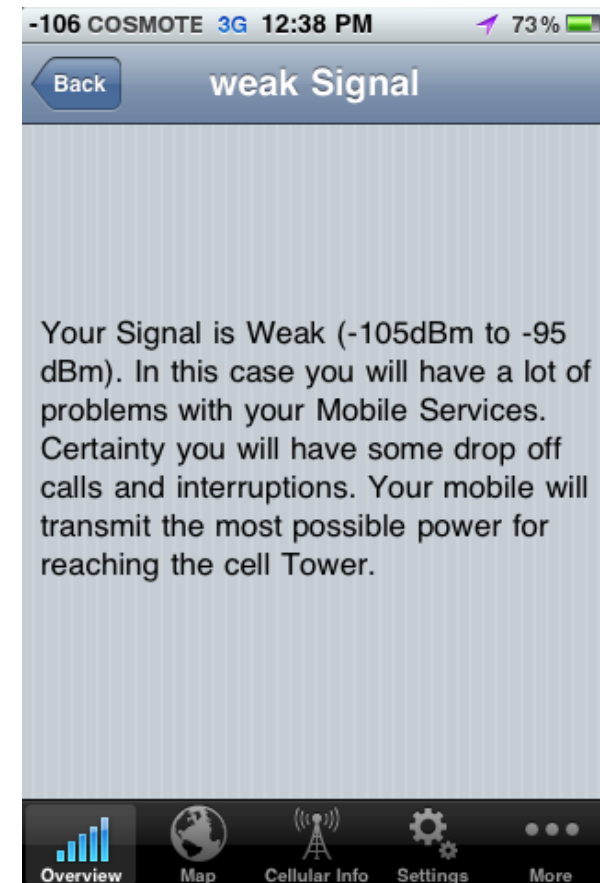 -106 COSMOTE 3G 12:38 PM 73%
Back weak Signal
Your Signal is Weak (-105dBm to -95
dBm). In this case you will have a lot of
problems with your Mobile Services.
Certainty you will have some drop off
calls and interruptions. Your mobile will
transmit the most possible power for
reaching the cell Tower.
Overview Map Cellular Info Settings More